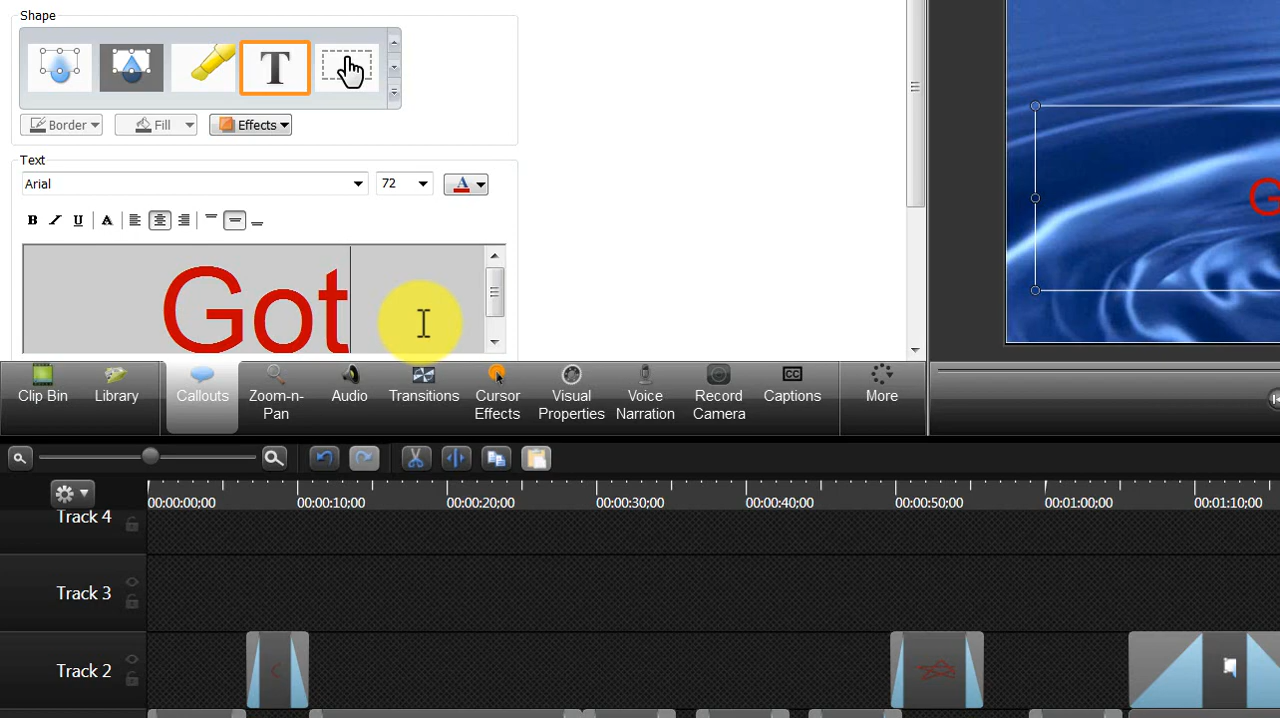 Shape
T
Border
Fill
Effects
Text
Arial
72
A
B I U A
Got
G
Clip Bin
Library
Callouts
Zoom-n-
Pan
Audio
Transitions
Cursor
Effects
Visual
Properties
Voice
Narration
Record
Camera
CC
Captions
More
00:00:00;00 00:00:10;00 00:00:20;00 00:00:30;00 00:00:40;00 00:00:50;00 00:01:00;00 00:01:10;00
Track 4
Track 3
Track 2